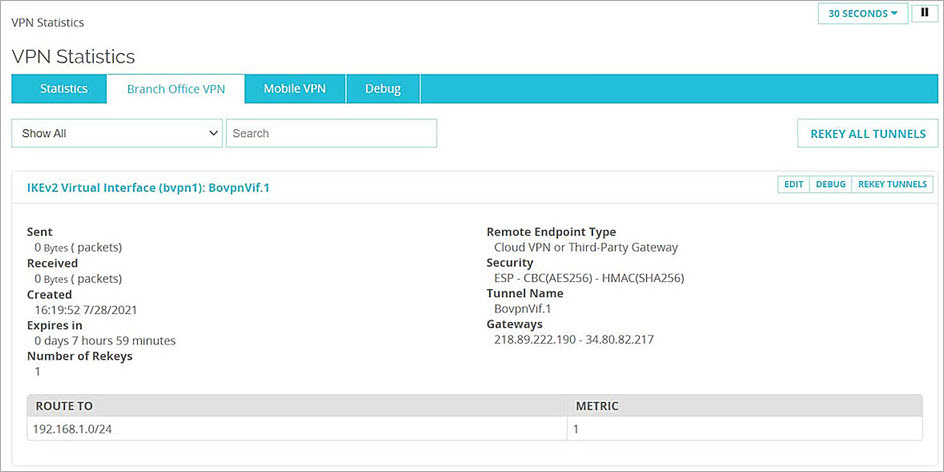 30 SECONDS
VPN Statistics
VPN Statistics
Statistics Branch Office VPN Mobile VPN Debug
Show All Search REKEY ALL TUNNELS
IKEv2 Virtual Interface (bvpn1): BovpnVif.1 EDIT DEBUG REKEY TUNNELS
Sent
0 Bytes ( packets)
Received
0 Bytes ( packets)
Created
16:19:52 7/28/2021
Expires in
0 days 7 hours 59 minutes
Number of Rekeys
1
Remote Endpoint Type
Cloud VPN or Third-Party Gateway
Security
ESP - CBC(AES256) - HMAC(SHA256)
Tunnel Name
BovpnVif.1
Gateways
218.89.222.190 - 34.80.82.217
ROUTE TO METRIC
192.168.1.0/24 1